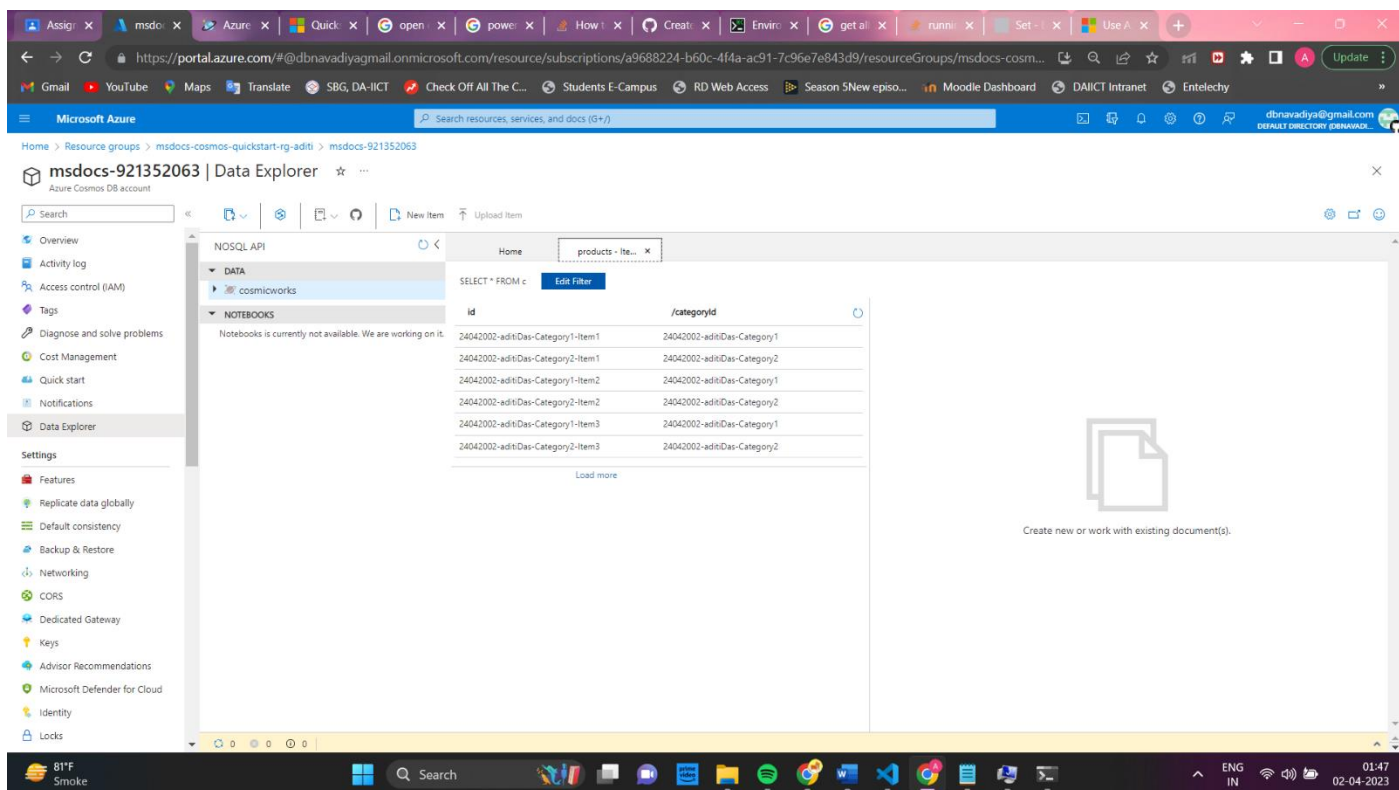 Assigr
msdoc
Azure
Quick
open
power
How t
Create
Enviro
get all
runnir
Set -
Use A
https://portal.azure.com/#@dbnavadiyagmail.onmicrosoft.com/resource/subscriptions/a9688224-b60c-4f4a-ac91-7c96e7e843d9/resourceGroups/msdocs-cosm...
A
Update
Gmail
YouTube
Maps
Translate
SBG, DA-IICT
Check Off All The C...
Students E-Campus
RD Web Access
Season 5New episo...
Moodle Dashboard
DAIICT Intranet
Entelechy
»
Microsoft Azure
Search resources, services, and docs (G+/)
dbnavadiya@gmail.com
DEFAULT DIRECTORY (DBNAVADI...
Home > Resource groups > msdocs-cosmos-quickstart-rg-aditi > msdocs-921352063
msdocs-921352063 | Data Explorer
Azure Cosmos DB account
Search
«
New Item
Upload Item
Overview
Activity log
Access control (IAM)
Tags
Diagnose and solve problems
Cost Management
Quick start
Notifications
Data Explorer
Settings
Features
Replicate data globally
Default consistency
Backup & Restore
Networking
CORS
Dedicated Gateway
Keys
Advisor Recommendations
Microsoft Defender for Cloud
Identity
Locks
NOSQL API
DATA
cosmicworks
NOTEBOOKS
Notebooks is currently not available. We are working on it.
Home
products - Ite...
SELECT * FROM c
Edit Filter
id /categoryId
24042002-aditiDas-Category1-Item1 24042002-aditiDas-Category1
24042002-aditiDas-Category2-Item1 24042002-aditiDas-Category2
24042002-aditiDas-Category1-Item2 24042002-aditiDas-Category1
24042002-aditiDas-Category2-Item2 24042002-aditiDas-Category2
24042002-aditiDas-Category1-Item3 24042002-aditiDas-Category1
24042002-aditiDas-Category2-Item3 24042002-aditiDas-Category2
Load more
Create new or work with existing document(s).
0 0 0
81°F
Smoke
Search
ENG
IN
01:47
02-04-2023